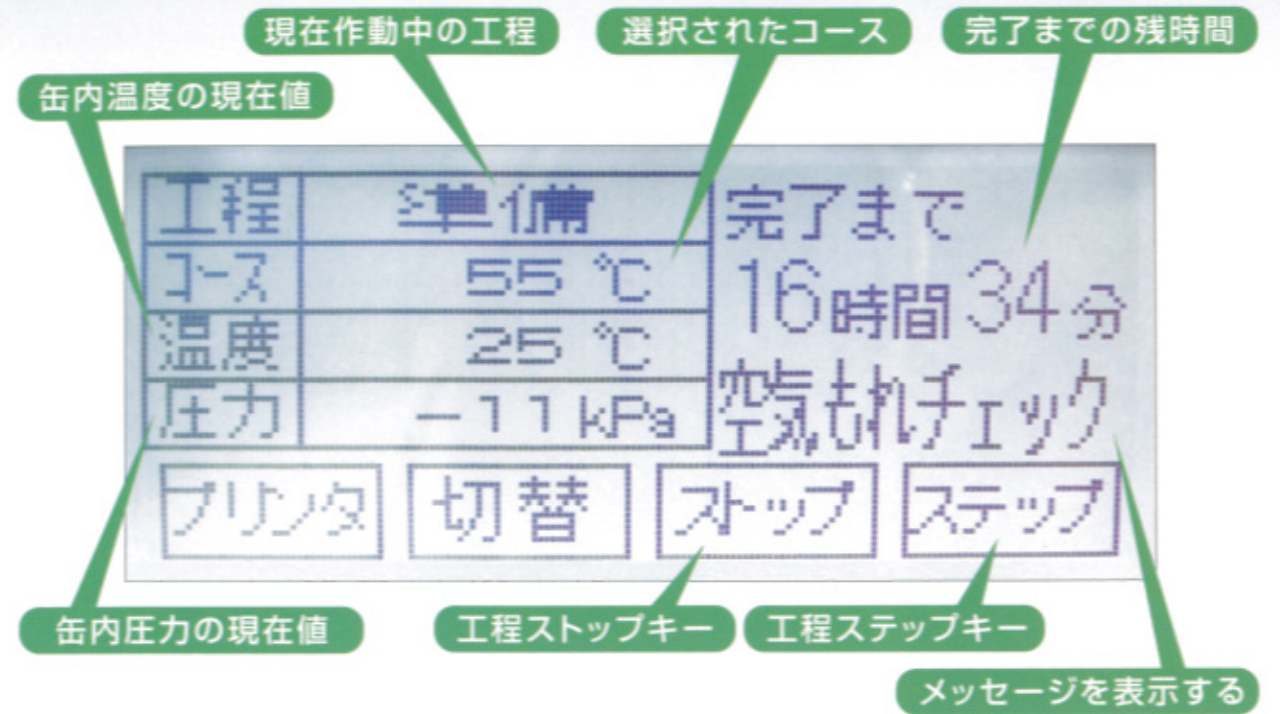 現在作動中の工程
選択されたコース
完了までの残時間
缶内温度の現在値
工程 準備
コース 55 ℃
温度 25 ℃
圧力 -11 kPa
完了まで
16時間34分
空気もれチェック
プリンタ 切替 ストップ ステップ
缶内圧力の現在値
工程ストップキー
工程ステップキー
メッセージを表示する